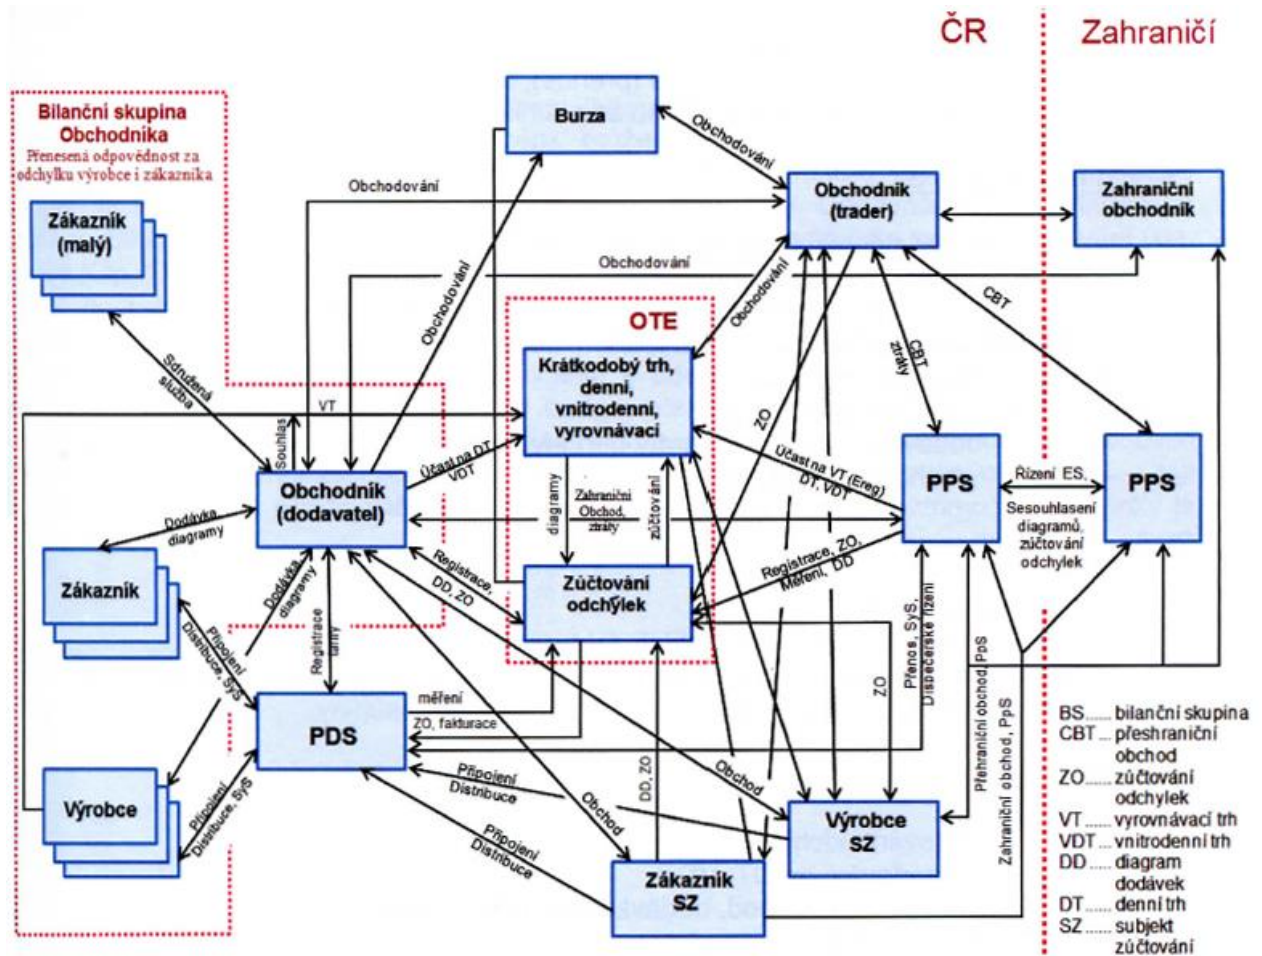 ČR
Zahraničí
Bilanční skupina
Obchodníka
Přenesená odpovědnost za
odchylku výrobce i zákazníka
Burza
Obchodování
Obchodování
Obchodník
(trader)
Zahraniční
obchodník
Zákazník
(malý)
Obchodování
Obchodování
Obchodování
CBT
OTE
Krátkodobý trh,
denní,
vnitrodenní,
vyrovnávací
CBT
ztráty
Sdružená
služba
VT
Souhlas
ZO
Účast na DT
VDT
Účast na VT (Ereg)
DT, VDT
PPS
Řízení ES,
PPS
Sesouhlasení
diagramů,
zúčtování
odchylek
Obchodník
(dodavatel)
diagramy
Zahraniční
Obchod,
ztráty
zúčtování
Dodávka
diagramy
Registrace,
DD, ZO
Registrace, ZO,
Měření, DD
Zákazník
Dodávka
diagramy
Zúčtování
odchylek
Připojení
Distribuce, SyS
Registrace
ZO
Přenos, SyS,
Dispečerské řízení
Přehraniční obchod, PpS
Zahraniční obchod, PpS
PDS
měření
ZO, fakturace
Výrobce
Připojení
Distribuce, SyS
Připojení
Distribuce
DD, ZO
Obchod
Obchod
Připojení
Distribuce
Výrobce
SZ
Zákazník
SZ
BS...... bilanční skupina
CBT ... přeshraniční
obchod
ZO ..... zúčtování
odchylek
VT ...... vyrovnávací trh
VDT .... vnitrodenní trh
DD ..... diagram
dodávek
DT ...... denní trh
SZ ...... subjekt
zúčtování